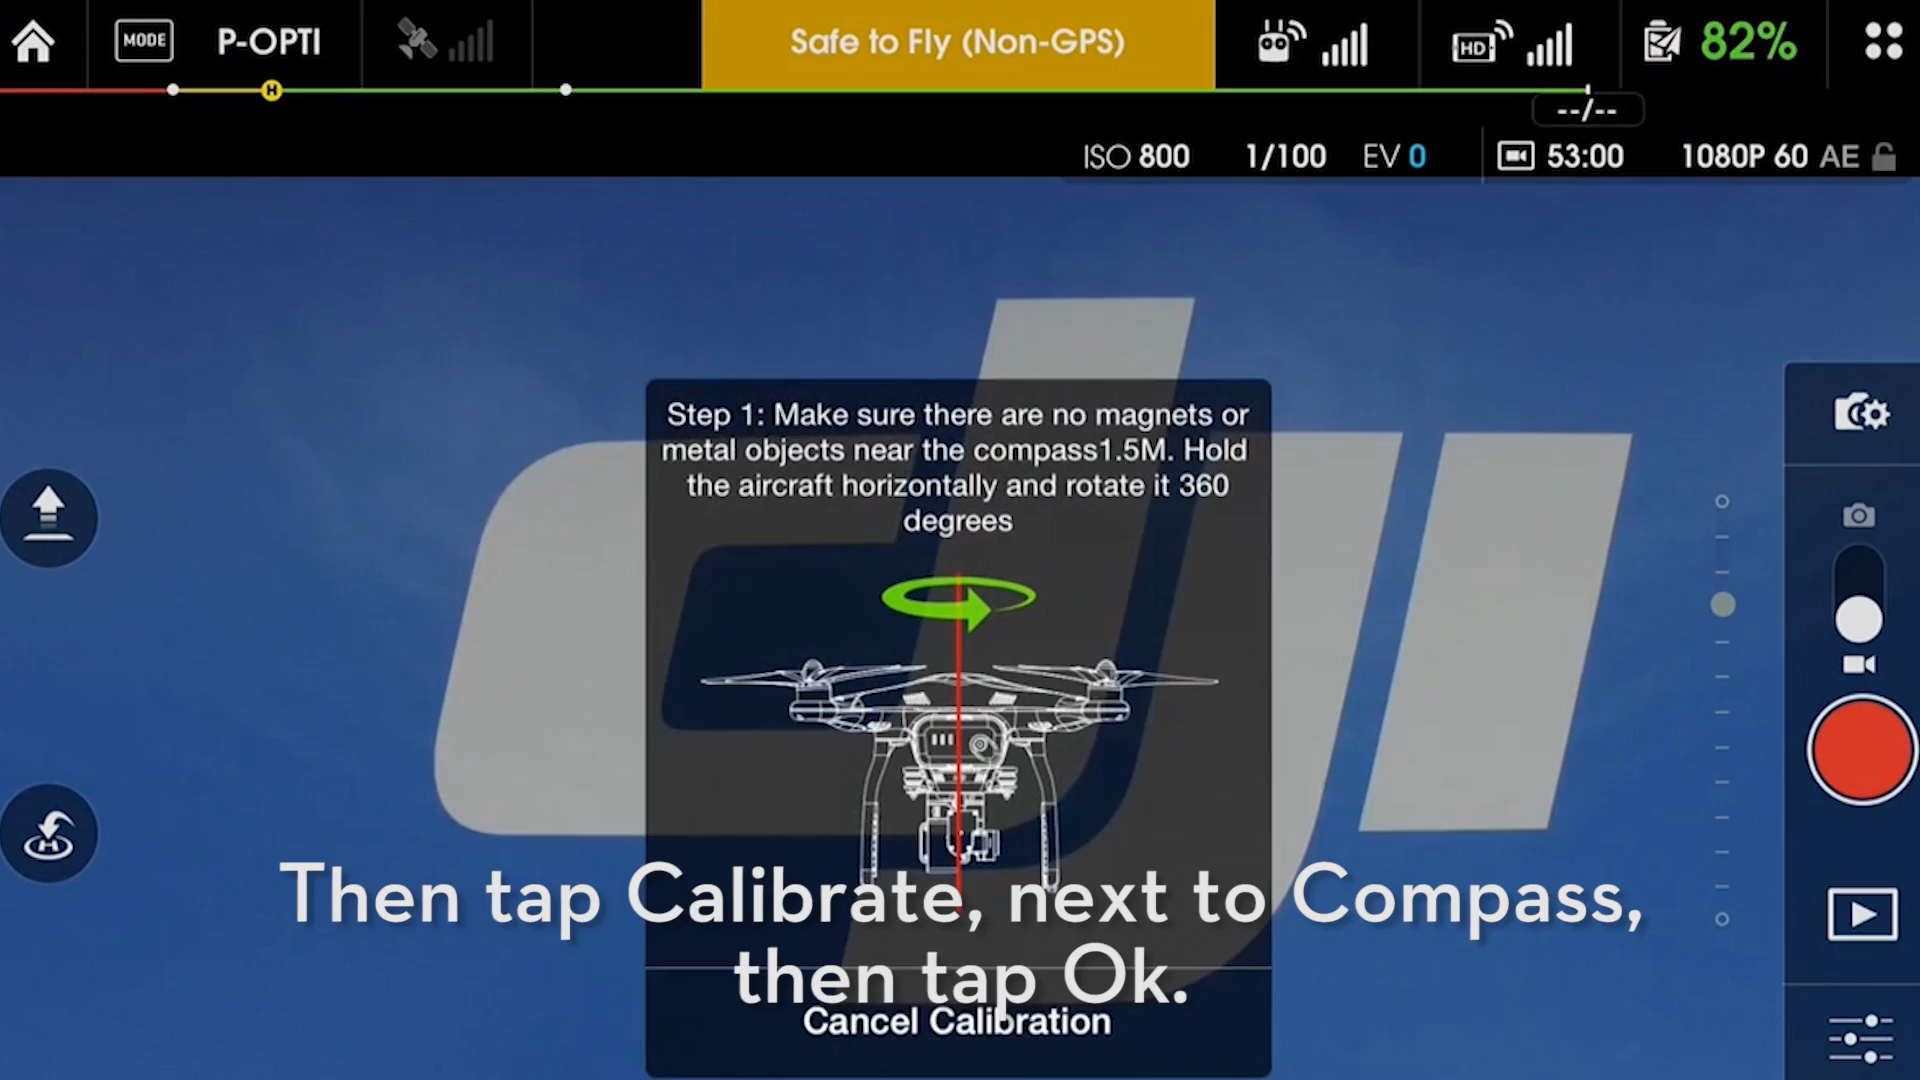 MODE P-OPTI Safe to Fly (Non-GPS) HD 82%
H
--/--
ISO 800 1/100 EV 0 53:00 1080P 60 AE
dji
Step 1: Make sure there are no magnets or
metal objects near the compass1.5M. Hold
the aircraft horizontally and rotate it 360
degrees
H
Then tap Calibrate, next to Compass,
then tap Ok.
Cancel Calibration